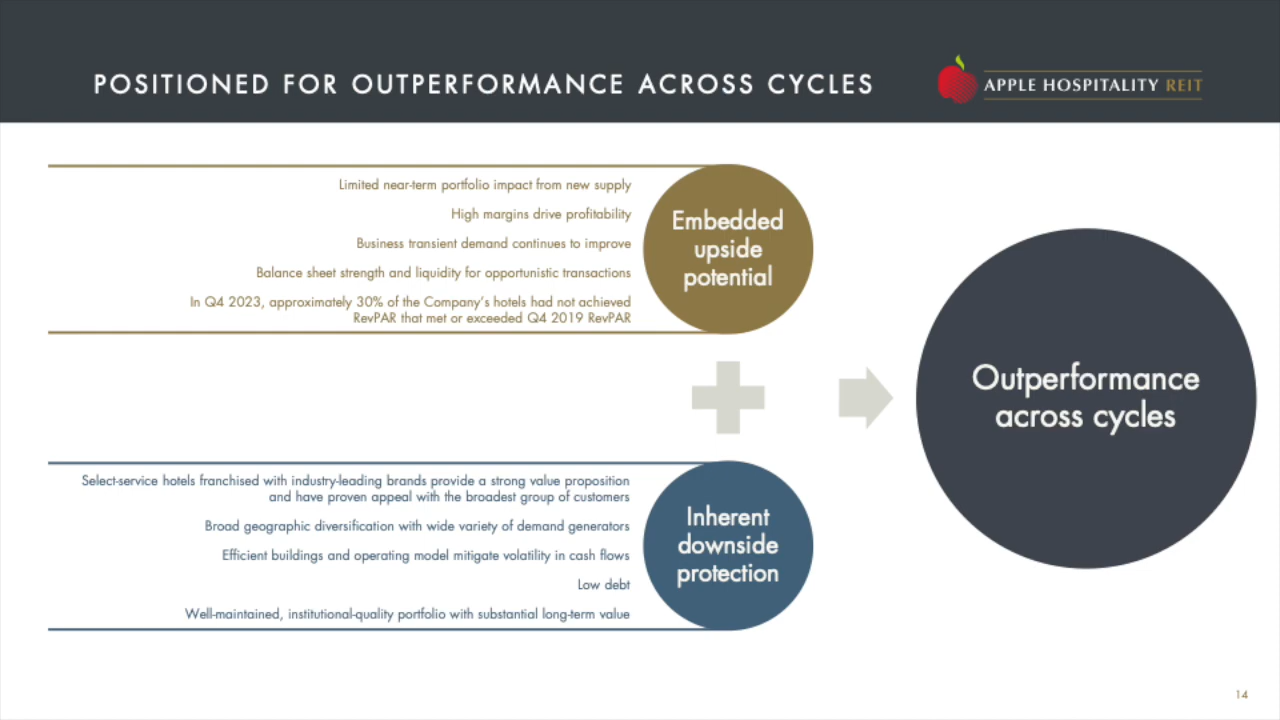 POSITIONED FOR OUTPERFORMANCE ACROSS CYCLES
APPLE HOSPITALITY REIT
Limited near-term portfolio impact from new supply
High margins drive profitability
Business transient demand continues to improve
Balance sheet strength and liquidity for opportunistic transactions
In Q4 2023, approximately 30% of the Company's hotels had not achieved
RevPAR that met or exceeded Q4 2019 RevPAR
Embedded
upside
potential
Select-service hotels franchised with industry-leading brands provide a strong value proposition
and have proven appeal with the broadest group of customers
Broad geographic diversification with wide variety of demand generators
Efficient buildings and operating model mitigate volatility in cash flows
Low debt
Well-maintained, institutional-quality portfolio with substantial long-term value
Inherent
downside
protection
Outperformance
across cycles
14